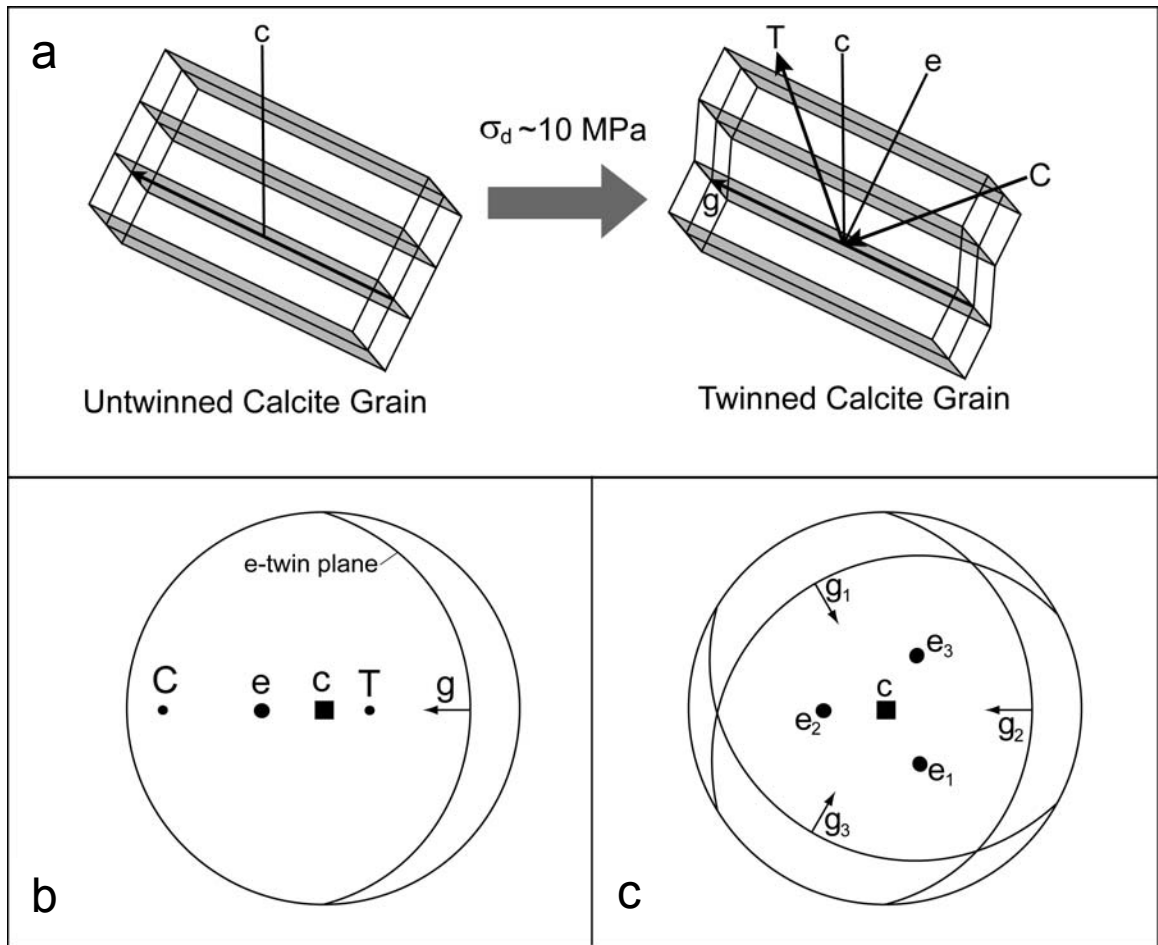 a
c
T
c
e
σd ~10 MPa
C
g
Untwinned Calcite Grain
Twinned Calcite Grain
e-twin plane
C
e
c
T
g
b
g₁
e₃
c
e₂
g₂
e₁
g₃
c